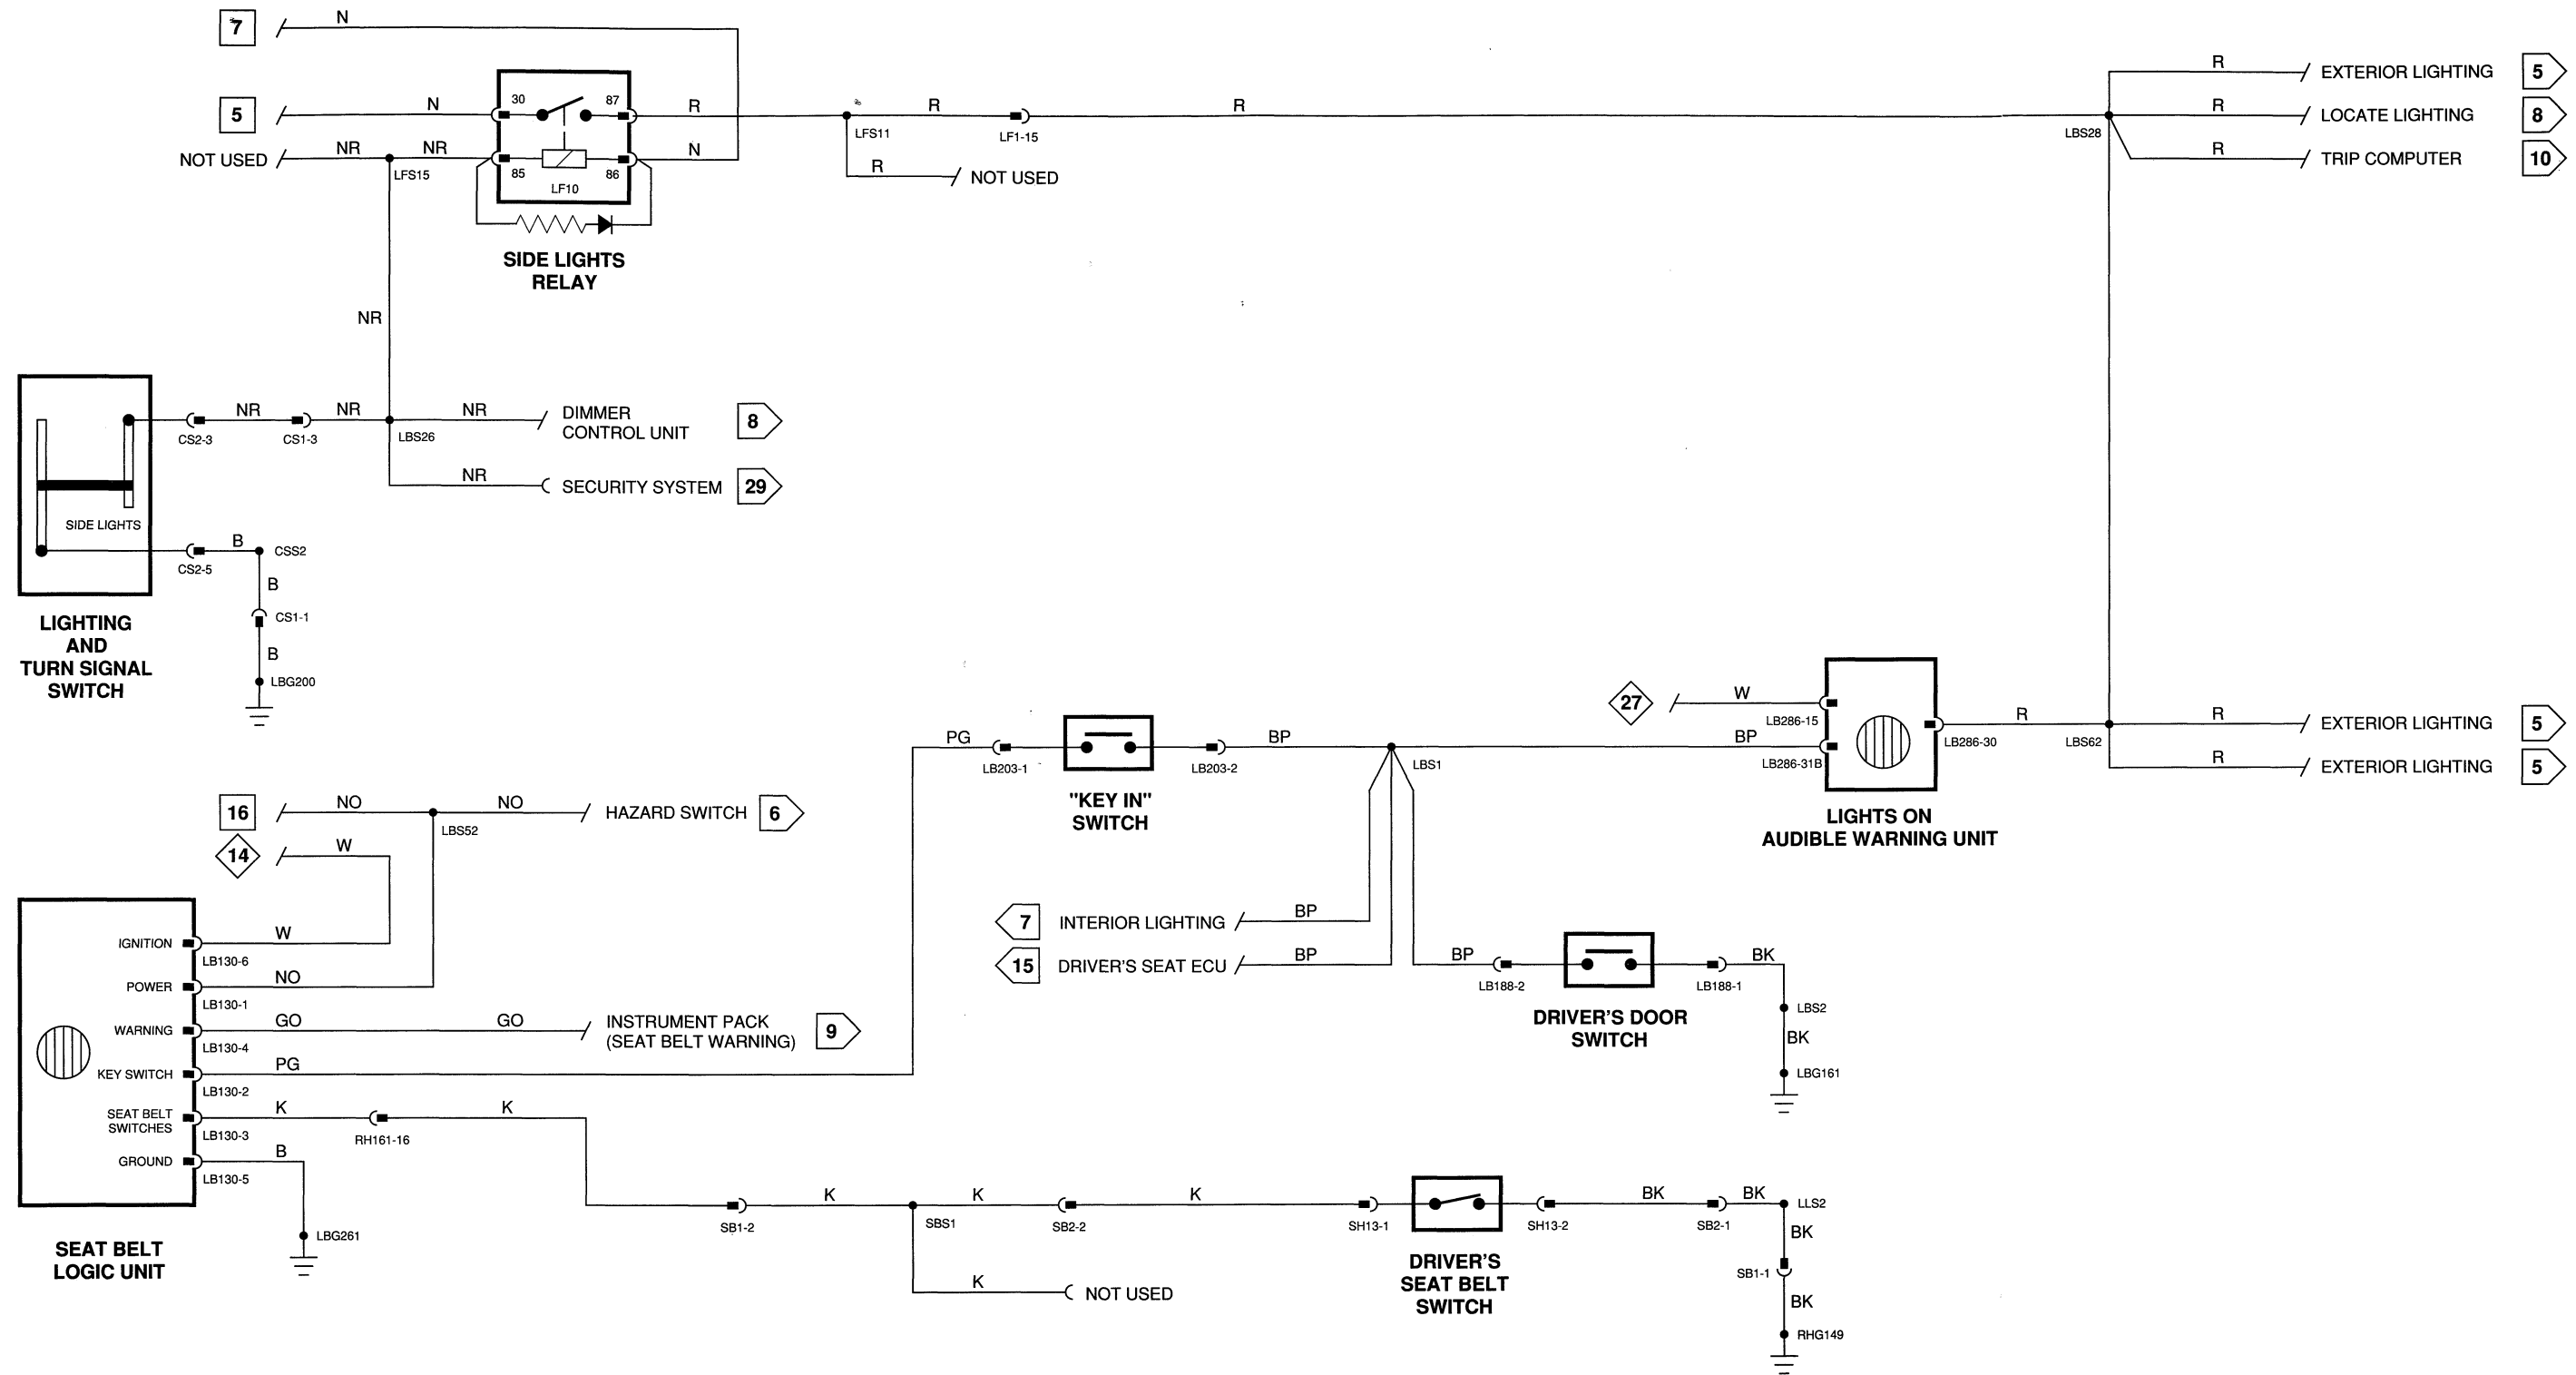 7
N
R
EXTERIOR LIGHTING
5
5
N
30
87
R
R
R
LFS11
LF1-15
R
LOCATE LIGHTING
8
LBS28
NOT USED
NR
NR
LFS15
85
86
LF10
N
R
NOT USED
R
TRIP COMPUTER
10
SIDE LIGHTS
RELAY
NR
NR
CS2-3
CS1-3
NR
LBS26
NR
DIMMER
CONTROL UNIT
8
NR
SECURITY SYSTEM
29
SIDE LIGHTS
B
CSS2
CS2-5
B
CS1-1
B
LBG200
LIGHTING
AND
TURN SIGNAL
SWITCH
27
W
LB286-15
BP
LB286-31B
R
LB286-30
LBS62
R
EXTERIOR LIGHTING
5
R
EXTERIOR LIGHTING
5
LIGHTS ON
AUDIBLE WARNING UNIT
PG
LB203-1
LB203-2
BP
LBS1
"KEY IN"
SWITCH
16
NO
NO
HAZARD SWITCH
6
LBS52
14
W
7
INTERIOR LIGHTING
BP
15
DRIVER'S SEAT ECU
BP
BP
LB188-2
LB188-1
BK
LBS2
BK
LBG161
DRIVER'S DOOR
SWITCH
IGNITION
W
LB130-6
POWER
NO
LB130-1
WARNING
GO
GO
INSTRUMENT PACK
(SEAT BELT WARNING)
9
LB130-4
KEY SWITCH
PG
LB130-2
SEAT BELT
SWITCHES
K
K
LB130-3
RH161-16
GROUND
B
LB130-5
LBG261
SEAT BELT
LOGIC UNIT
SB1-2
K
SBS1
K
SB2-2
K
SH13-1
SH13-2
BK
SB2-1
BK
LLS2
BK
SB1-1
BK
RHG149
K
NOT USED
DRIVER'S
SEAT BELT
SWITCH